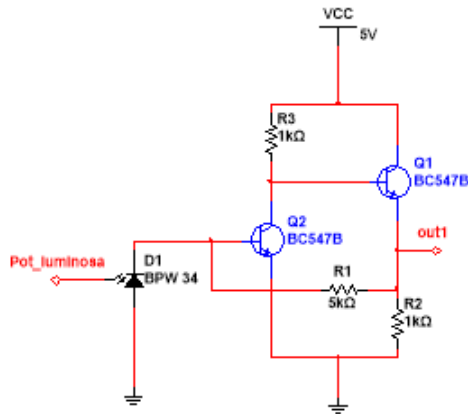 VCC
5V
R3
1kΩ
Q1
BC547B
Q2
BC547B
out1
Pot_luminosa
D1
BPW 34
R1
5kΩ
R2
1kΩ